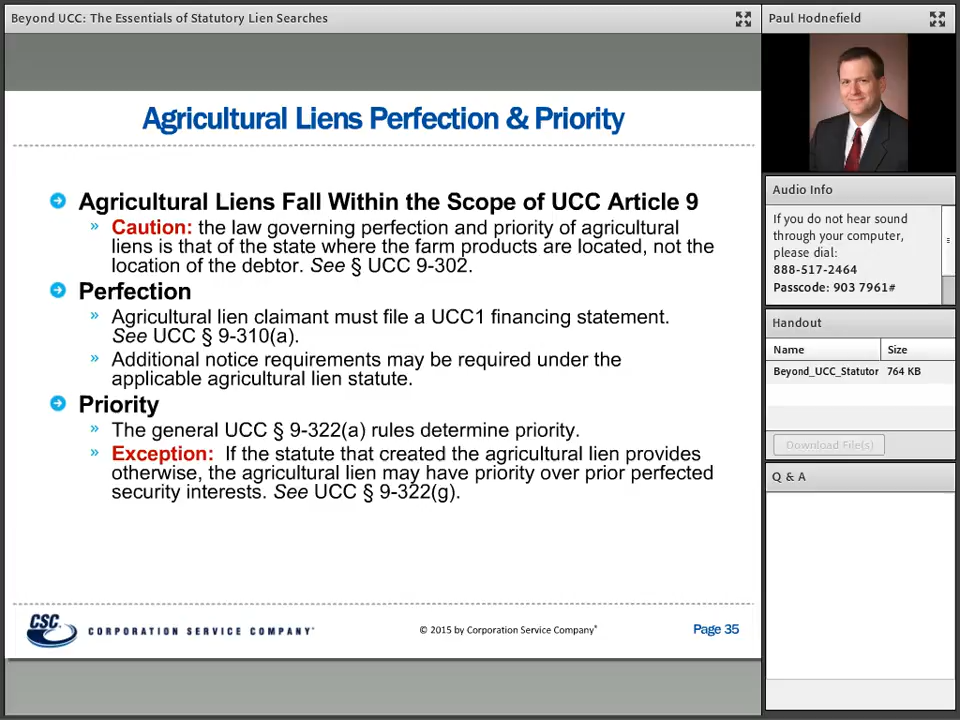 Beyond UCC: The Essentials of Statutory Lien Searches
Paul Hodnefield
Agricultural Liens Perfection & Priority
Agricultural Liens Fall Within the Scope of UCC Article 9
» Caution: the law governing perfection and priority of agricultural
liens is that of the state where the farm products are located, not the
location of the debtor. See § UCC 9-302.
Perfection
» Agricultural lien claimant must file a UCC1 financing statement.
See UCC § 9-310(a).
» Additional notice requirements may be required under the
applicable agricultural lien statute.
Priority
» The general UCC § 9-322(a) rules determine priority.
» Exception: If the statute that created the agricultural lien provides
otherwise, the agricultural lien may have priority over prior perfected
security interests. See UCC § 9-322(g).
CSC.
CORPORATION SERVICE COMPANY®
© 2015 by Corporation Service Company®
Page 35
Audio Info
If you do not hear sound
through your computer,
please dial:
888-517-2464
Passcode: 903 7961#
Handout
Name Size
Beyond_UCC_Statutor 764 KB
Download File(s)
Q & A